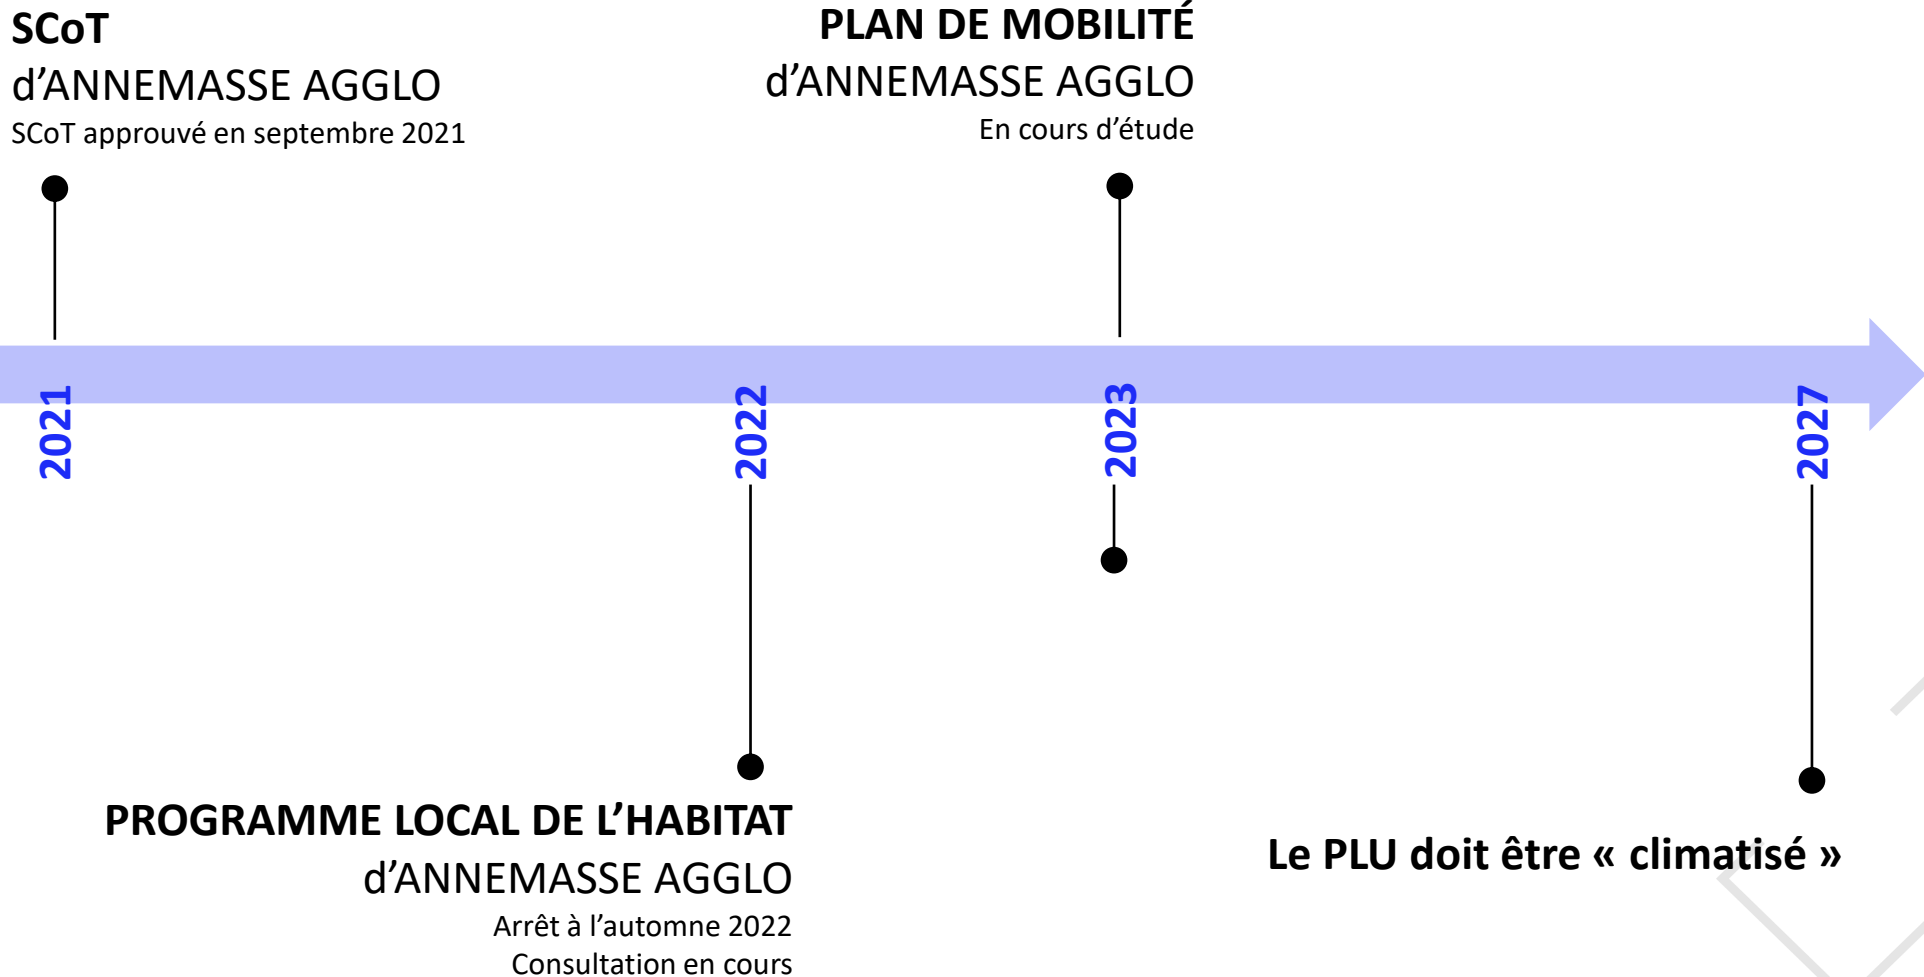 SCoT
d’ANNEMASSE AGGLO
SCoT approuvé en septembre 2021
PLAN DE MOBILITÉ
d’ANNEMASSE AGGLO
En cours d’étude
2021
2022
2023
2027
PROGRAMME LOCAL DE L’HABITAT
d’ANNEMASSE AGGLO
Arrêt à l’automne 2022
Consultation en cours
Le PLU doit être « climatisé »